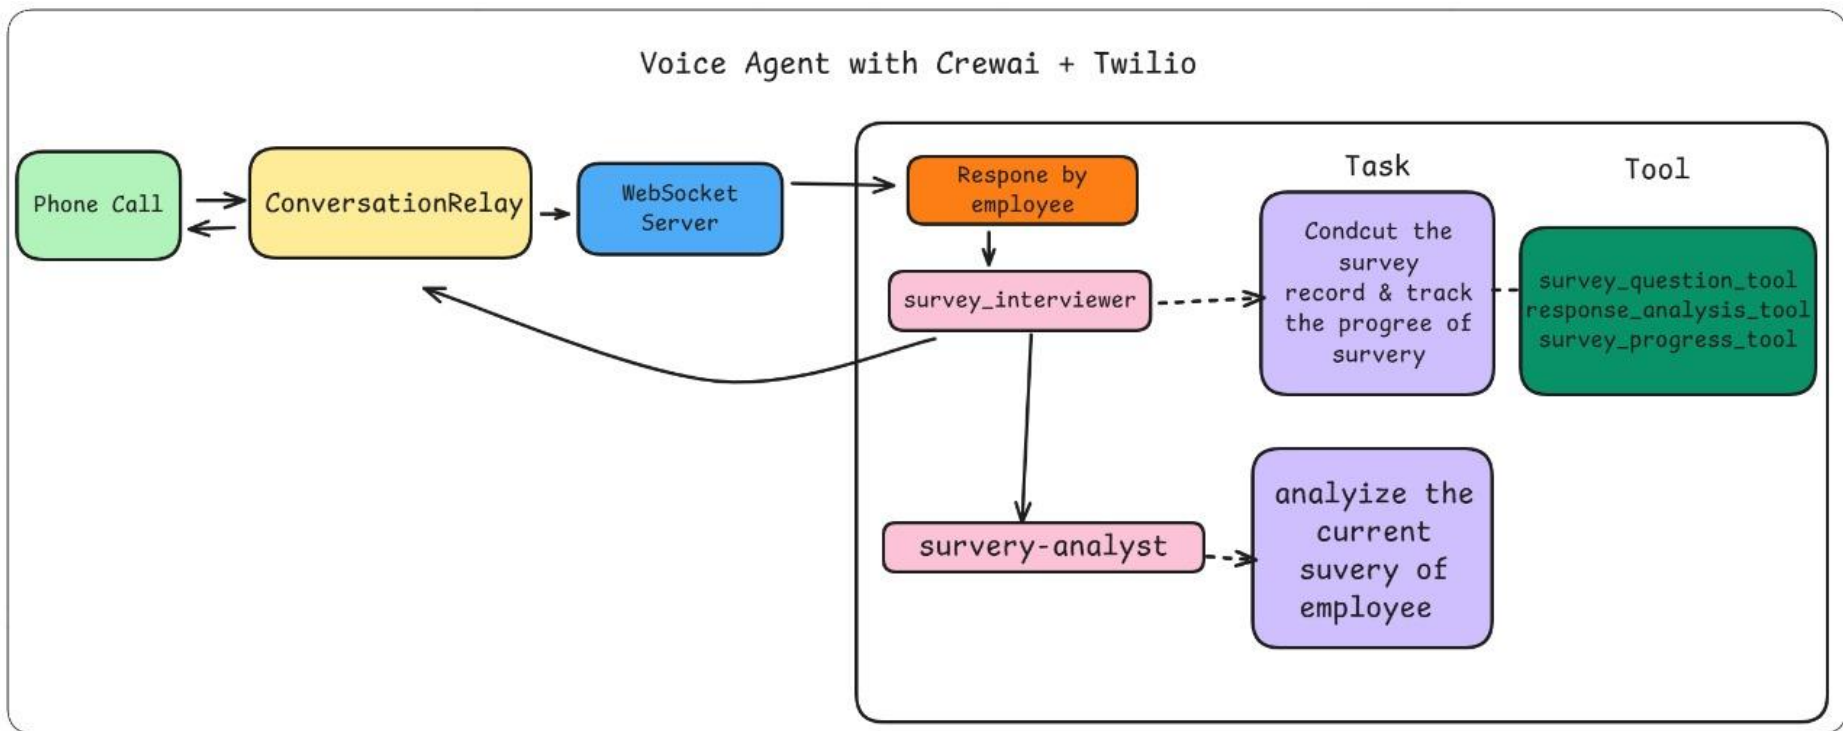 Voice Agent with Crewai + Twilio
Phone Call
ConversationRelay
WebSocket
Server
Respone by
employee
survey_interviewer
Task
Condcut the
survey
record & track
the progree of
survery
Tool
survey_question_tool
response_analysis_tool
survey_progress_tool
survery-analyst
analyize the
current
suvery of
employee